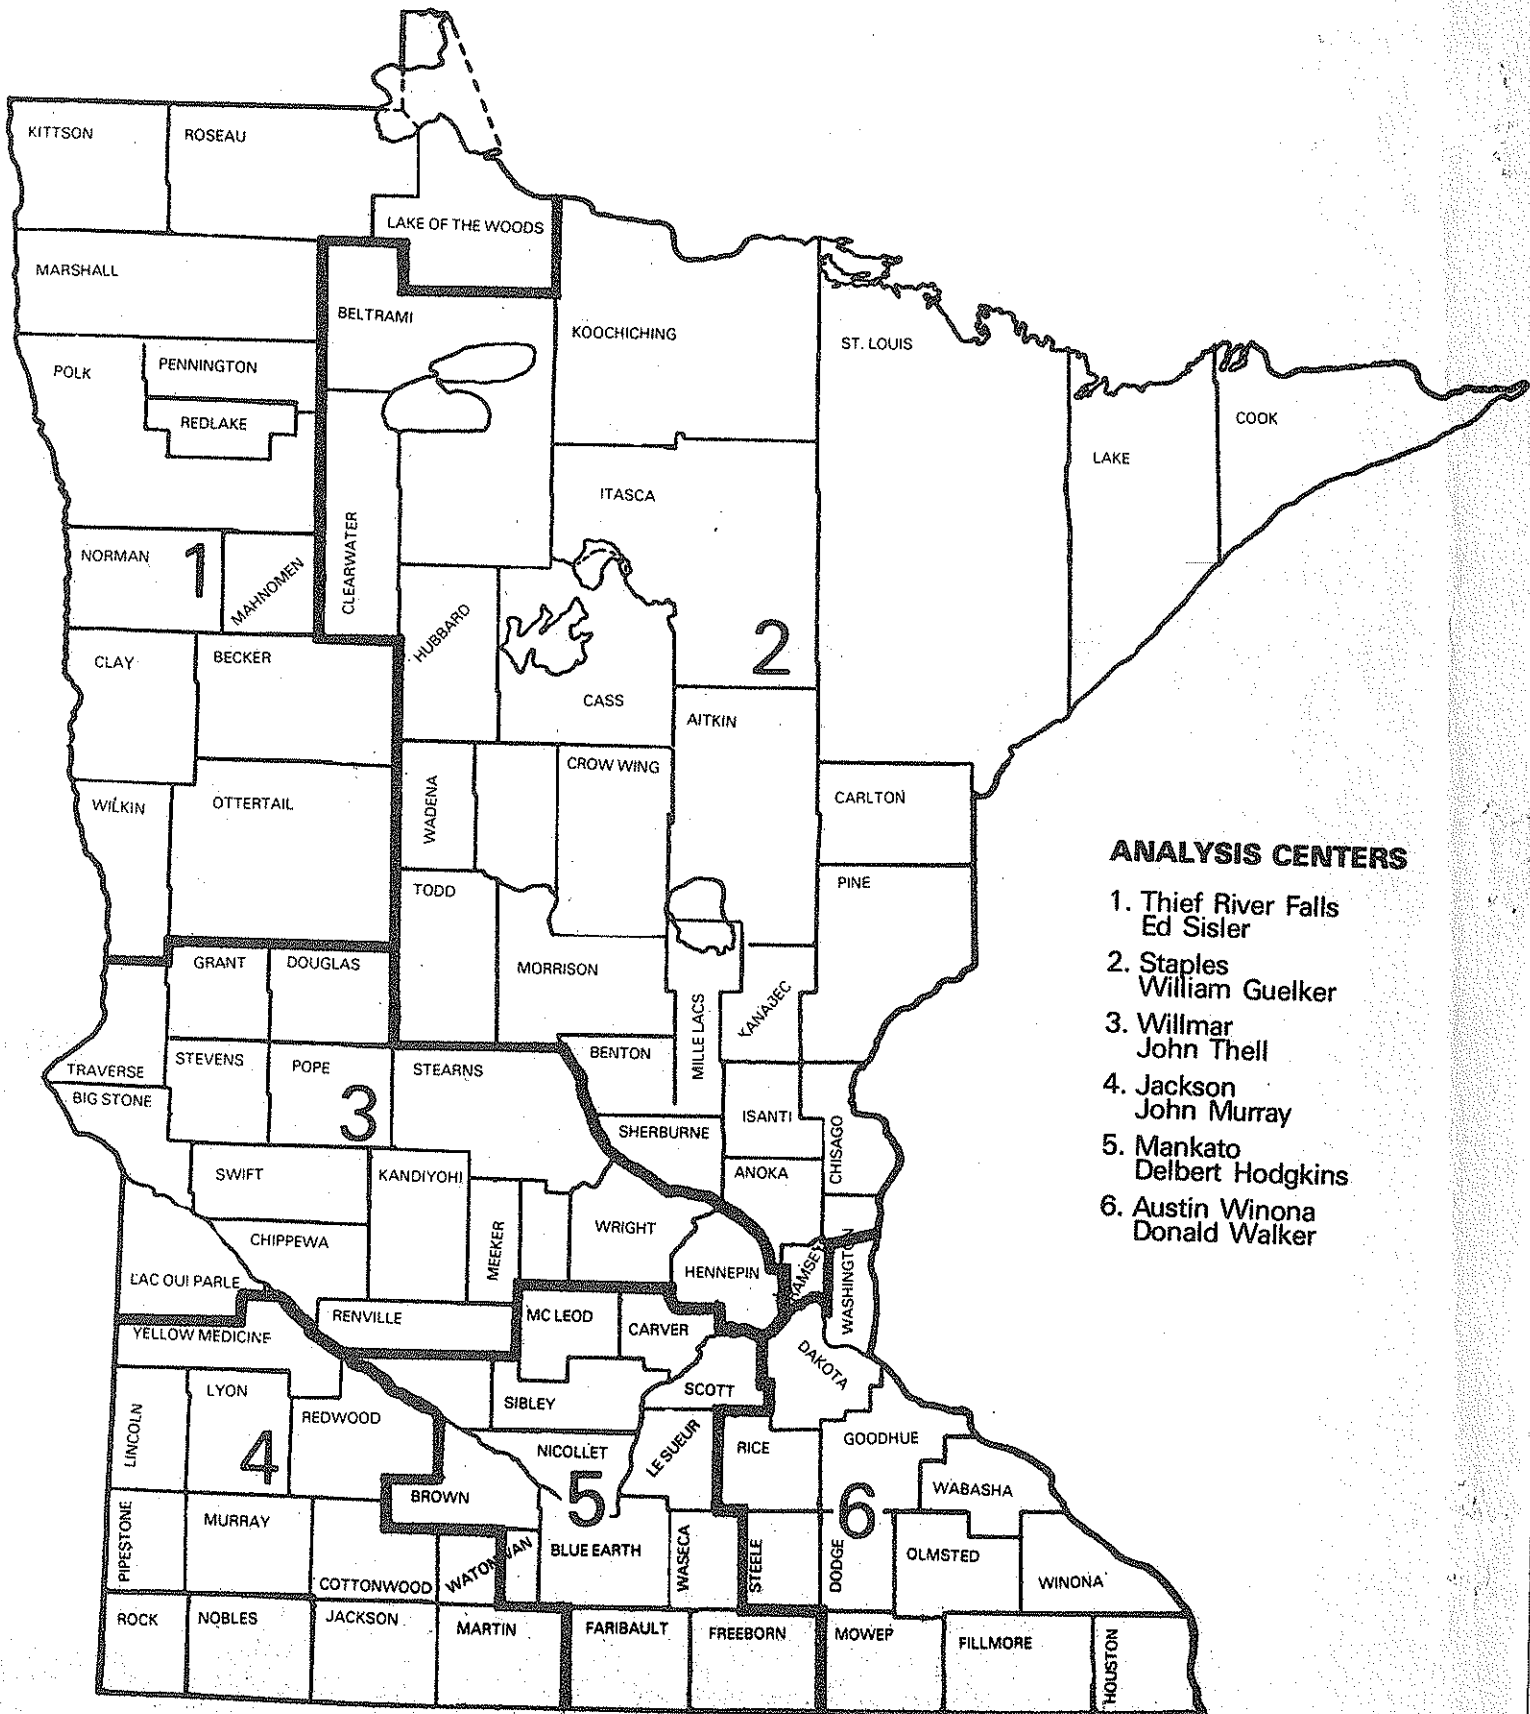 KITTSON
ROSEAU
LAKE OF THE WOODS
MARSHALL
BELTRAMI
KOOCHICHING
ST. LOUIS
POLK
PENNINGTON
REDLAKE
COOK
LAKE
ITASCA
CLEARWATER
NORMAN
1
MAHNOMEN
HUBBARD
2
CLAY
BECKER
CASS
AITKIN
CROW WING
WADENA
WILKIN
OTTERTAIL
CARLTON
TODD
PINE
GRANT
DOUGLAS
MORRISON
MILLE LACS
KANAJEC
BENTON
STEVENS
POPE
STEARNS
TRAVERSE
BIG STONE
3
ISANTI
SHERBURNE
CHISAGO
SWIFT
KANDIYOHI
ANOKA
MEEKER
WRIGHT
CHIPPEWA
HENNEPIN
RAMSEY
WASHINGTON
LAC QUI PARLE
RENVILLE
MC LEOD
CARVER
YELLOW MEDICINE
DAKOTA
LYON
SIBLEY
SCOTT
LINCOLN
REDWOOD
4
NICOLLET
LE SUEUR
RICE
GOODHUE
BROWN
5
6
WABASHA
PIPESTONE
MURRAY
COTTONWOOD
WATONWAN
BLUE EARTH
WASECA
STEELE
DODGE
OLMSTED
WINONA
ROCK
NOBLES
JACKSON
MARTIN
FARIBAULT
FREEBORN
MOWEP
FILLMORE
HOUSTON
ANALYSIS CENTERS
1. Thief River Falls
Ed Sisler
2. Staples
William Guelker
3. Willmar
John Thell
4. Jackson
John Murray
5. Mankato
Delbert Hodgkins
6. Austin Winona
Donald Walker